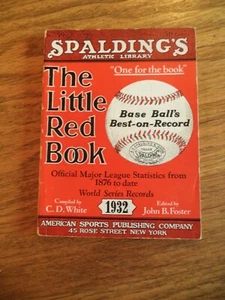 SPALDING'S
ATHLETIC LIBRARY
"One for the book"
The
Little
Red
Book
Base Ball's
Best-on-Record
SPALDING
Official Major League Statistics from
1876 to date
World Series Records
Compiled by
C. D. White
1932
Edited by
John B. Foster
AMERICAN SPORTS PUBLISHING COMPANY
45 ROSE STREET, NEW YORK